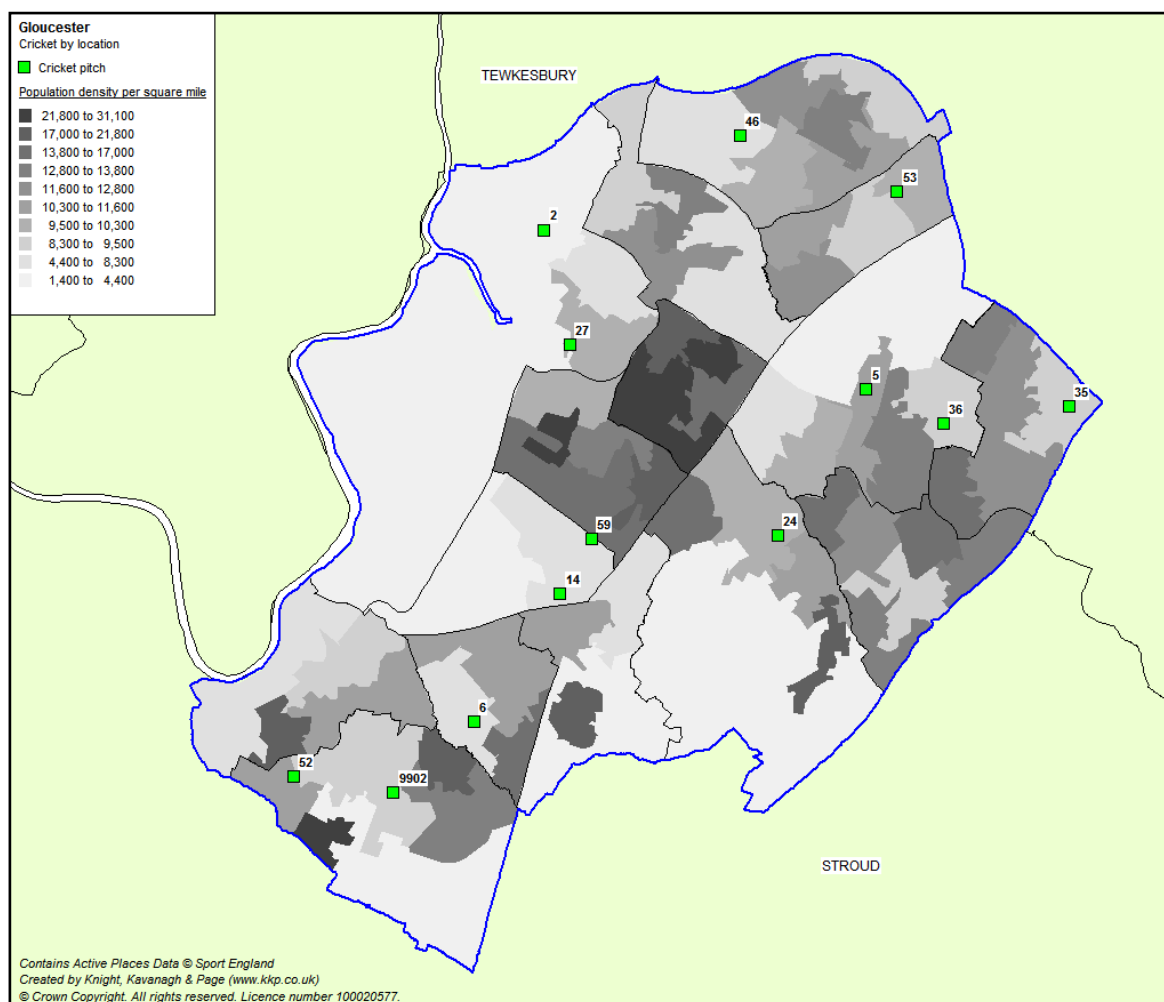 Gloucester
Cricket by location
Cricket pitch
Population density per square mile
21,800 to 31,100
17,000 to 21,800
13,800 to 17,000
12,800 to 13,800
11,600 to 12,800
10,300 to 11,600
9,500 to 10,300
8,300 to 9,500
4,400 to 8,300
1,400 to 4,400
TEWKESBURY
46
53
2
27
5
36
35
59
24
14
6
52
9902
STROUD
Contains Active Places Data © Sport England
Created by Knight, Kavanagh & Page (www.kkp.co.uk)
© Crown Copyright. All rights reserved. Licence number 100020577.